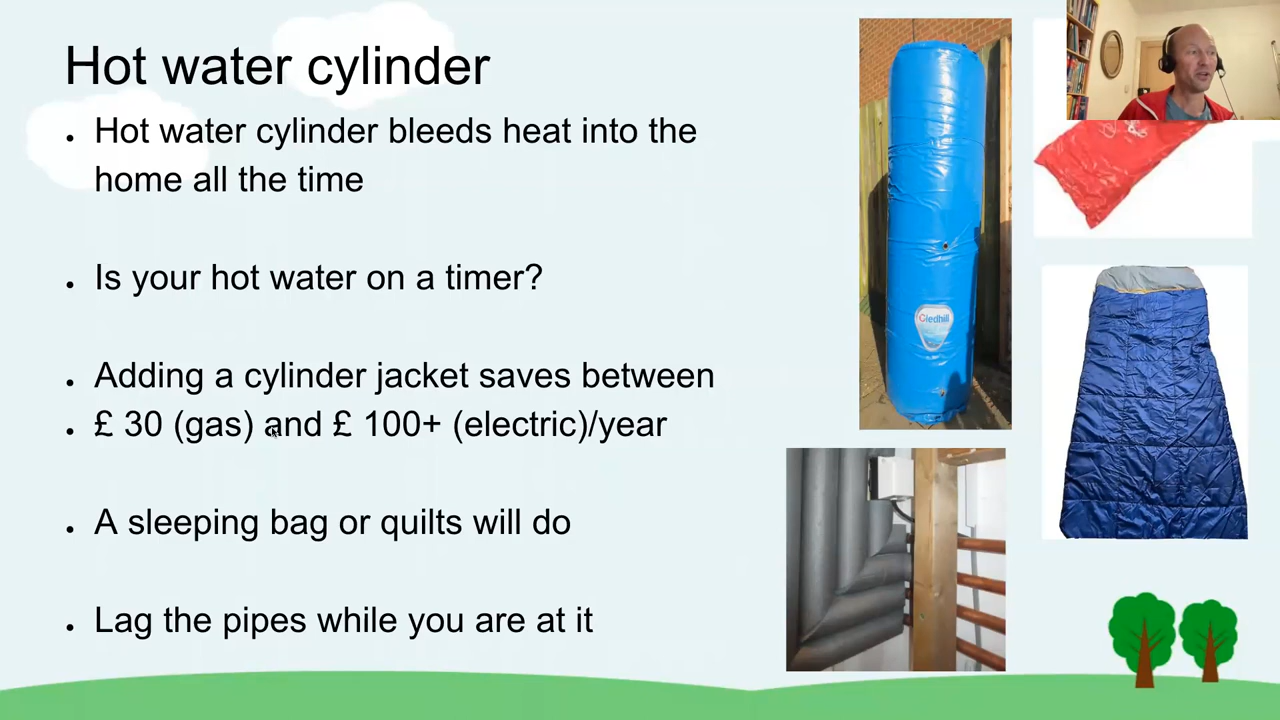 Hot water cylinder
• Hot water cylinder bleeds heat into the
home all the time
• Is your hot water on a timer?
• Adding a cylinder jacket saves between
• £ 30 (gas) and £ 100+ (electric)/year
• A sleeping bag or quilts will do
• Lag the pipes while you are at it
Gledhill